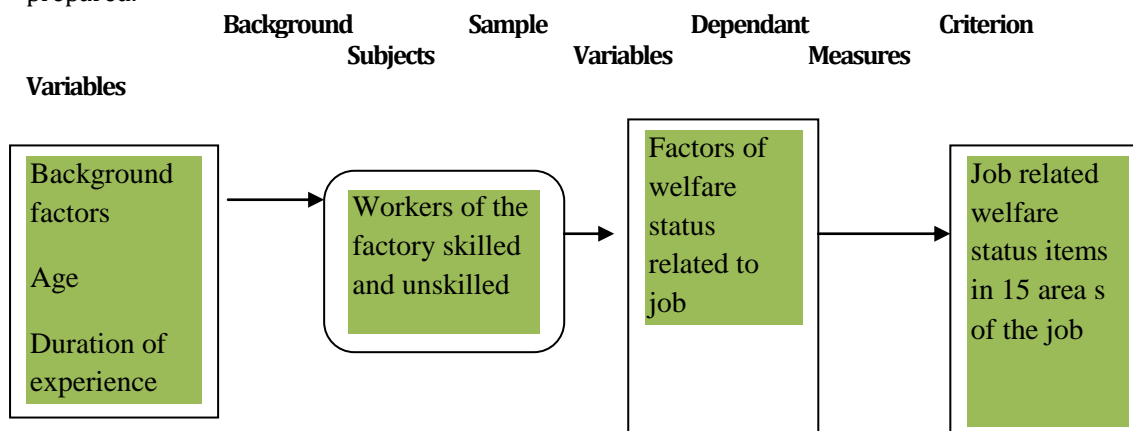 prepared.
Background Sample Dependant Criterion
Subjects Variables Measures
Variables
Background
factors
Age
Duration of
experience
Workers of the
factory skilled
and unskilled
Factors of
welfare
status
related to
job
Job related
welfare
status items
in 15 area s
of the job